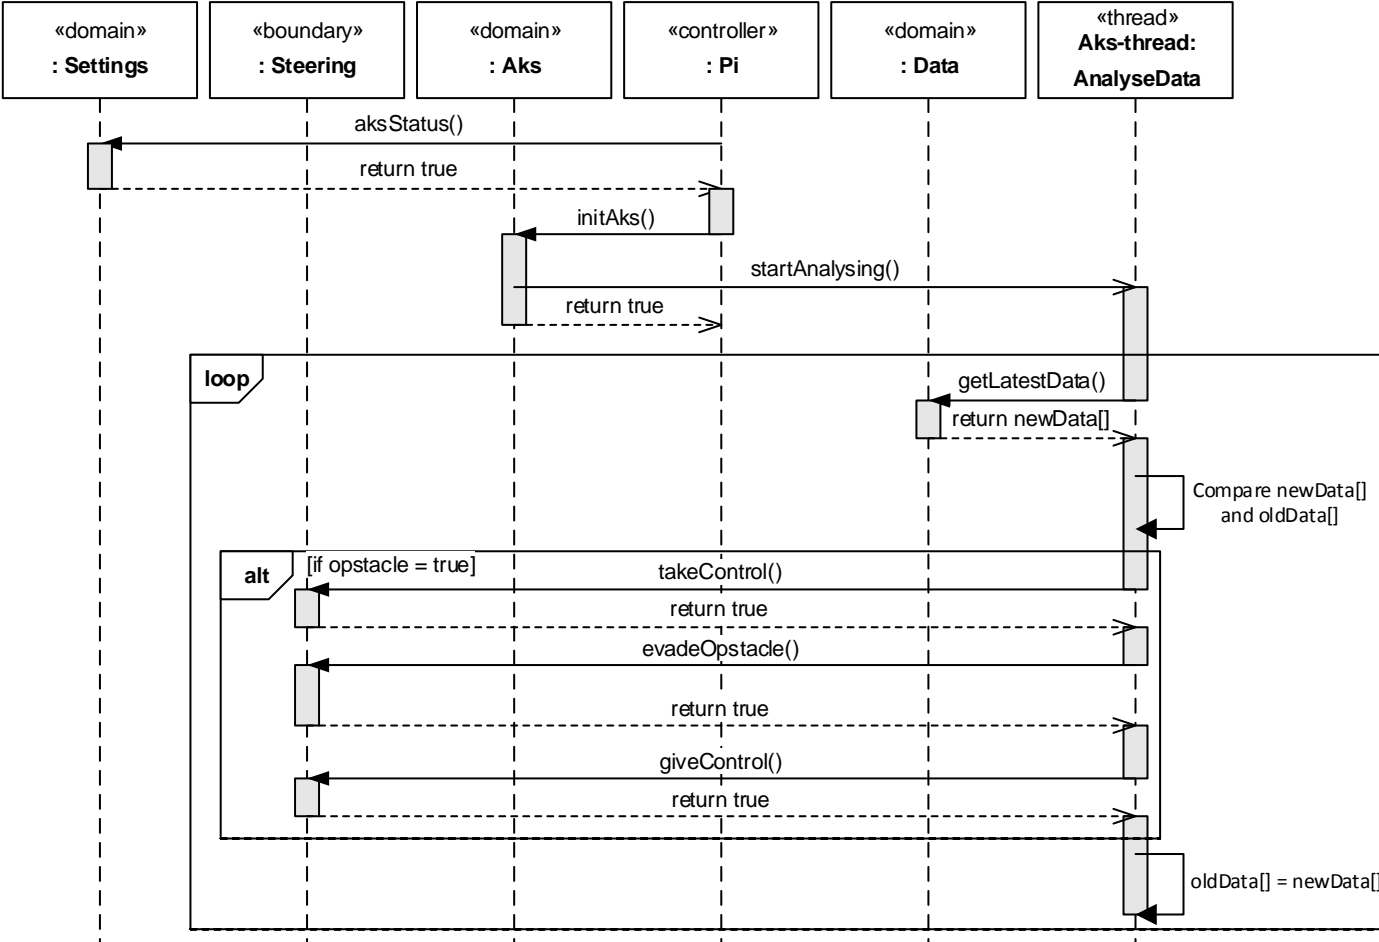 «domain»
: Settings
«boundary»
: Steering
«domain»
: Aks
«controller»
: Pi
«domain»
: Data
«thread»
Aks-thread:
AnalyseData
aksStatus()
return true
initAks()
startAnalysing()
return true
loop
getLatestData()
return newData[]
Compare newData[]
and oldData[]
alt
[if opstacle = true]
takeControl()
return true
evadeOpstacle()
return true
giveControl()
return true
oldData[] = newData[]